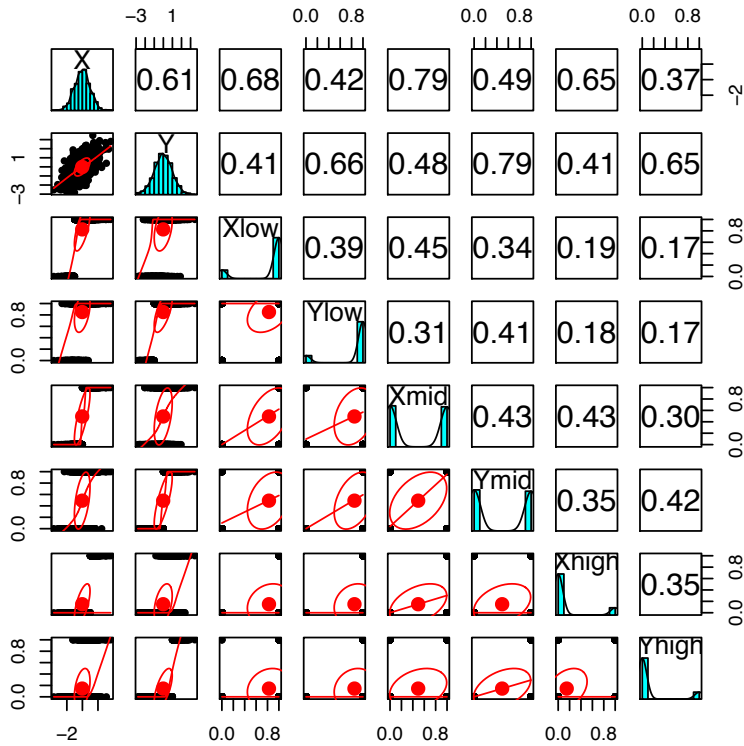 −3 1 0.0 0.8 0.0 0.8
X 0.61 0.68 0.42 0.79 0.49 0.65 0.37 −2
−3 1 Y 0.41 0.66 0.48 0.79 0.41 0.65
Xlow 0.39 0.45 0.34 0.19 0.17 0.0 0.8
0.0 0.8 Ylow 0.31 0.41 0.18 0.17
Xmid 0.43 0.43 0.30 0.0 0.8
0.0 0.8 Ymid 0.35 0.42
Xhigh 0.35 0.0 0.8
0.0 0.8 Yhigh
−2 0.0 0.8 0.0 0.8 0.0 0.8